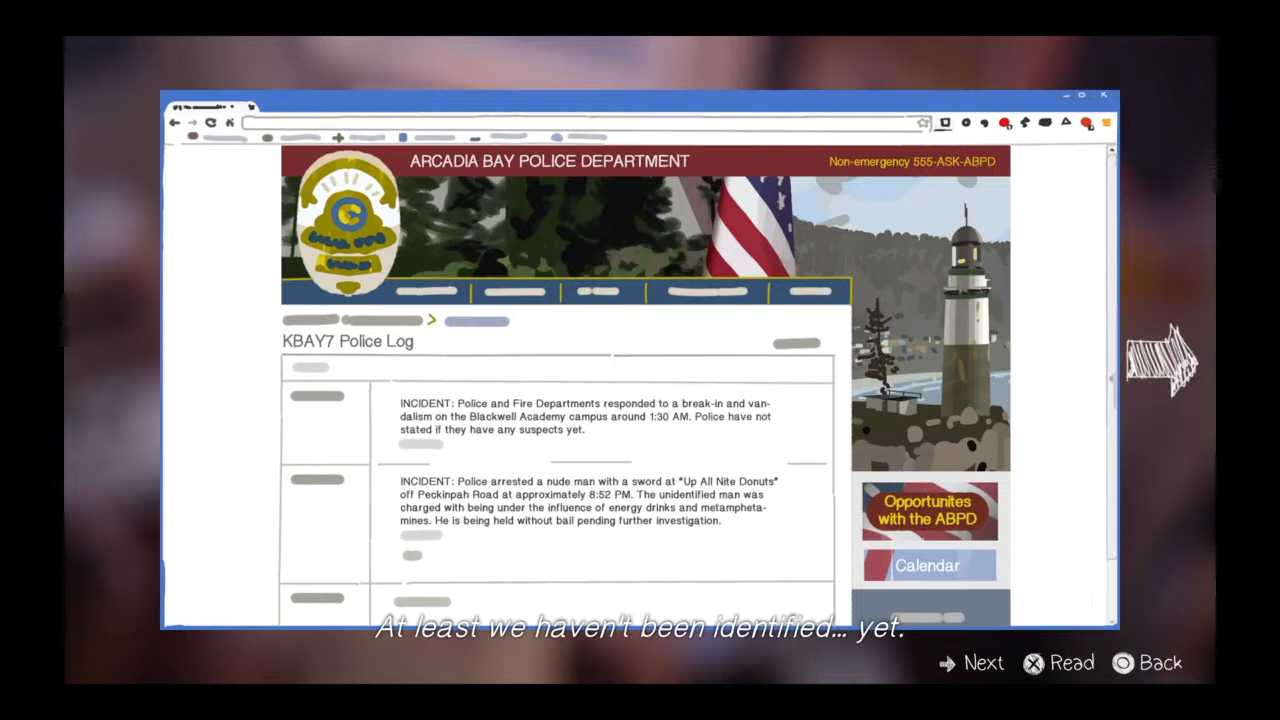 ARCADIA BAY POLICE DEPARTMENT
Non-emergency 555-ASK-ABPD
KBAY7 Police Log
INCIDENT: Police and Fire Departments responded to a break-in and van-
dalism on the Blackwell Academy campus around 1:30 AM. Police have not
stated if they have any suspects yet.
INCIDENT: Police arrested a nude man with a sword at "Up All Nite Donuts"
off Peckinpah Road at approximately 8:52 PM. The unidentified man was
charged with being under the influence of energy drinks and metampheta-
mines. He is being held without bail pending further investigation.
Opportunites
with the ABPD
Calendar
At least we haven't been identified... yet.
Next
Read
Back